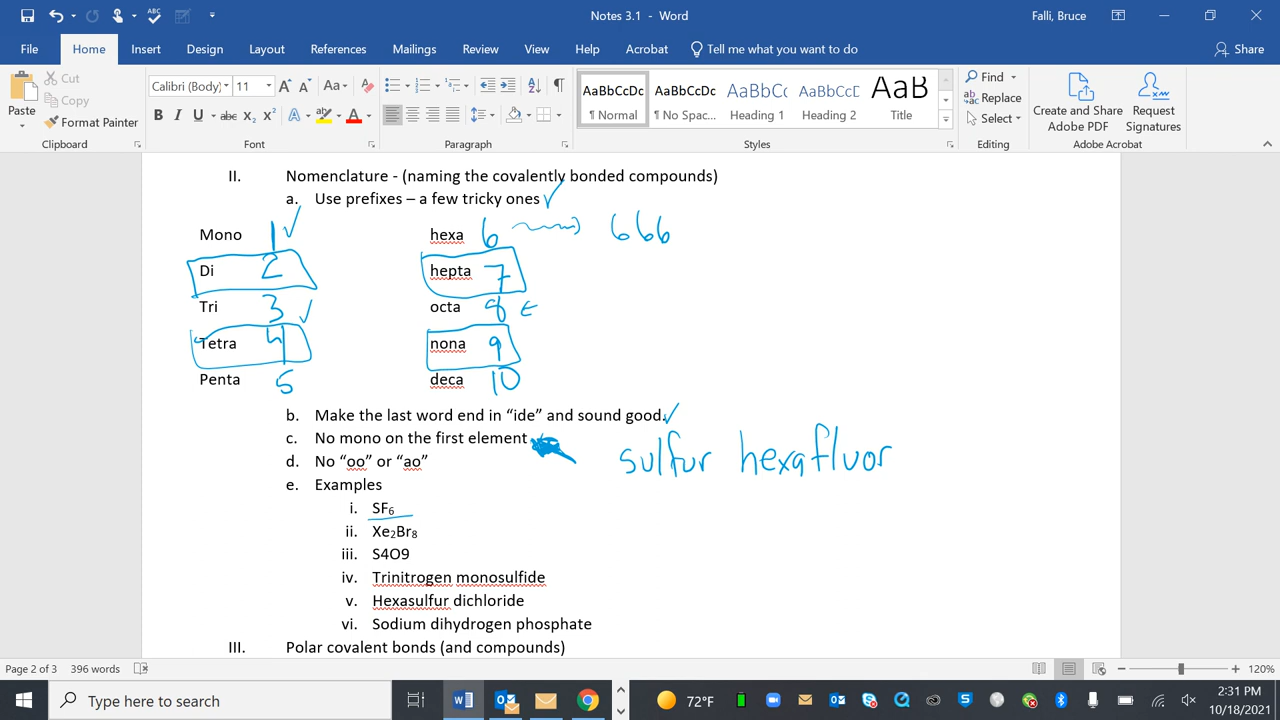 Notes 3.1 - Word
Falli, Bruce
File Home Insert Design Layout References Mailings Review View Help Acrobat Tell me what you want to do Share
Paste
Cut
Copy
Format Painter
Clipboard
Calibri (Body) 11
Font
Paragraph
AaBbCcDc AaBbCcDc AaBbCc AaBbCcD AaB
¶ Normal ¶ No Spac... Heading 1 Heading 2 Title
Styles
Find
Replace
Select
Editing
Create and Share Adobe PDF
Request Signatures
Adobe Acrobat
II. Nomenclature - (naming the covalently bonded compounds)
a. Use prefixes – a few tricky ones
Mono 1 hexa 6 666
Di 2 hepta 7
Tri 3 octa 8
Tetra 4 nona 9
Penta 5 deca 10
b. Make the last word end in “ide” and sound good.
c. No mono on the first element
sulfur hexafluor
d. No “oo” or “ao”
e. Examples
i. SF₆
ii. Xe₂Br₈
iii. S4O9
iv. Trinitrogen monosulfide
v. Hexasulfur dichloride
vi. Sodium dihydrogen phosphate
III. Polar covalent bonds (and compounds)
Page 2 of 3 396 words 120%
Type here to search 72°F 2:31 PM
10/18/2021